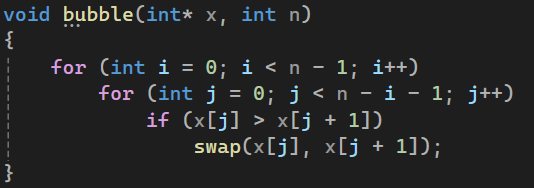 void bubble(int* x, int n)
{
    for (int i = 0; i < n - 1; i++)
        for (int j = 0; j < n - i - 1; j++)
            if (x[j] > x[j + 1])
                swap(x[j], x[j + 1]);
}